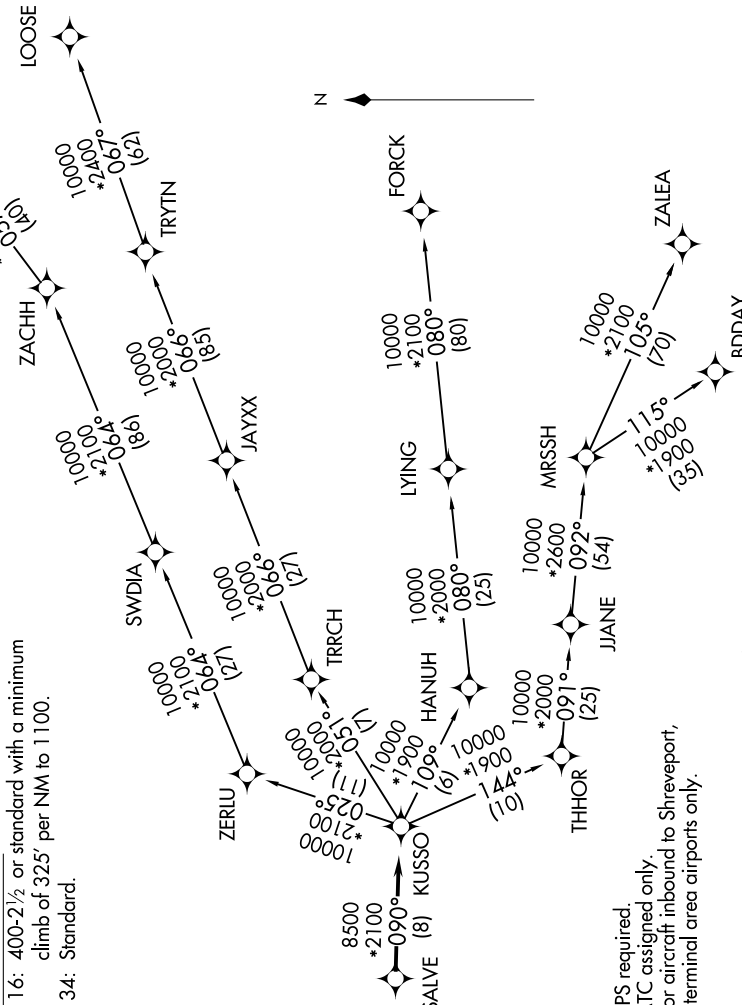 16: 400-2½ or standard with a minimum
climb of 325' per NM to 1100.
34: Standard.
8500
*2100
090°
(8)
KUSSO
10000
*2100
025°
(11)
ZERLU
10000
*2100
064°
(27)
SWDIA
10000
*2100
064°
(86)
ZACHH
(40)
10000
*2000
051°
(7)
TRRCH
10000
*2000
066°
(27)
JAYXX
10000
*2000
066°
(85)
TRYTN
10000
*2400
067°
(62)
LOOSE
N
10000
*1900
109°
(6)
HANUH
10000
*2000
080°
(25)
LYING
10000
*2100
080°
(80)
FORCK
10000
*1900
144°
(10)
THHOR
10000
*2000
091°
(25)
JJANE
10000
*2600
092°
(54)
MRSSH
10000
*2100
105°
(70)
ZALEA
115°
10000
*1900
(35)
BDDAY
SALVE
PS required.
TC assigned only.
or aircraft inbound to Shreveport,
terminal area airports only.